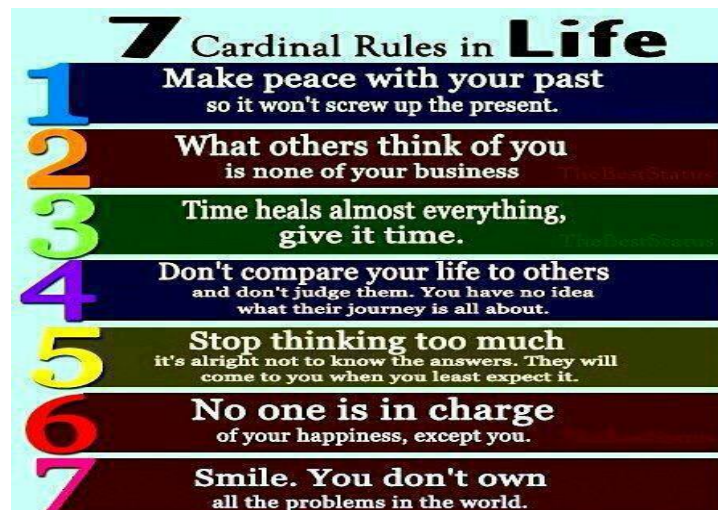 7 Cardinal Rules in Life
1 Make peace with your past
so it won't screw up the present.
2 What others think of you
is none of your business
TheBestStatus
3 Time heals almost everything,
give it time.
TheBestStatus
4 Don't compare your life to others
and don't judge them. You have no idea
what their journey is all about.
5 Stop thinking too much
it's alright not to know the answers. They will
come to you when you least expect it.
6 No one is in charge
of your happiness, except you.
TheBestStatus
7 Smile. You don't own
all the problems in the world.